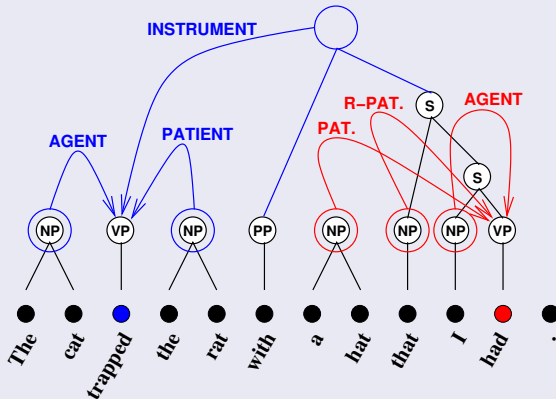 INSTRUMENT
S
R-PAT. AGENT
AGENT PATIENT PAT.
S
NP VP NP PP NP NP NP VP
The cat trapped the rat with a hat that I had .